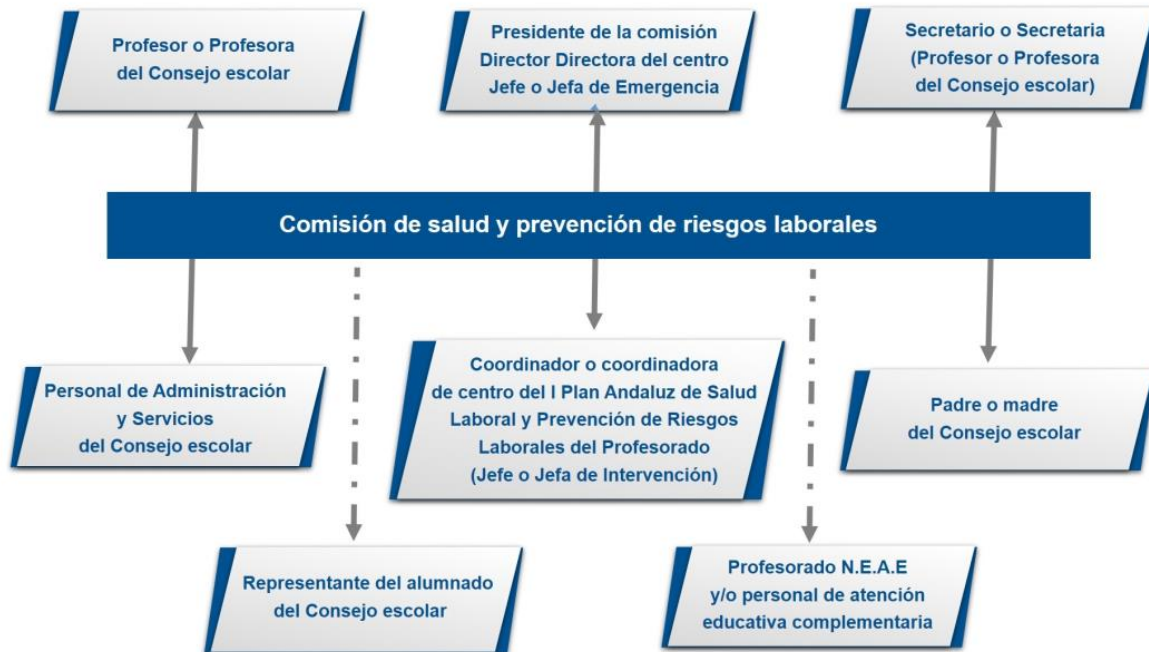 Profesor o Profesora
del Consejo escolar
Presidente de la comisión
Director Directora del centro
Jefe o Jefa de Emergencia
Secretario o Secretaria
(Profesor o Profesora
del Consejo escolar)
Comisión de salud y prevención de riesgos laborales
Personal de Administración
y Servicios
del Consejo escolar
Coordinador o coordinadora
de centro del I Plan Andaluz de Salud
Laboral y Prevención de Riesgos
Laborales del Profesorado
(Jefe o Jefa de Intervención)
Padre o madre
del Consejo escolar
Representante del alumnado
del Consejo escolar
Profesorado N.E.A.E
y/o personal de atención
educativa complementaria